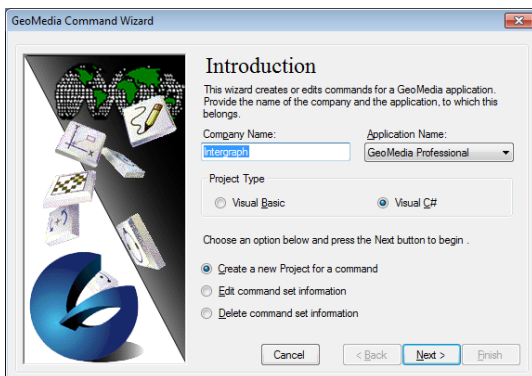 GeoMedia Command Wizard
Introduction
This wizard creates or edits commands for a GeoMedia application.
Provide the name of the company and the application, to which this
belongs.
Company Name: Application Name:
Intergraph GeoMedia Professional
Project Type
Visual Basic Visual C#
Choose an option below and press the Next button to begin .
Create a new Project for a command
Edit command set information
Delete command set information
Cancel < Back Next > Finish